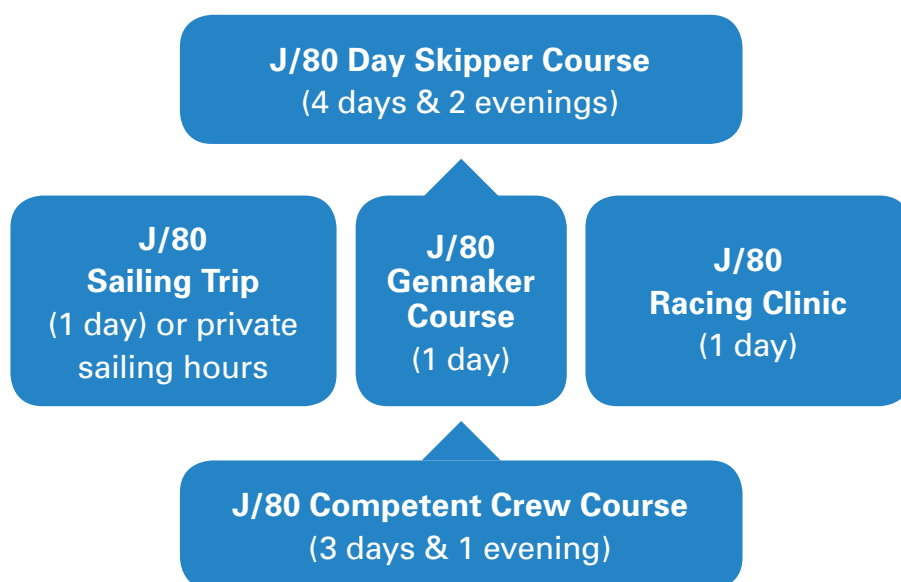 J/80 Day Skipper Course
(4 days & 2 evenings)
J/80
Sailing Trip
(1 day) or private
sailing hours
J/80
Gennaker
Course
(1 day)
J/80
Racing Clinic
(1 day)
J/80 Competent Crew Course
(3 days & 1 evening)